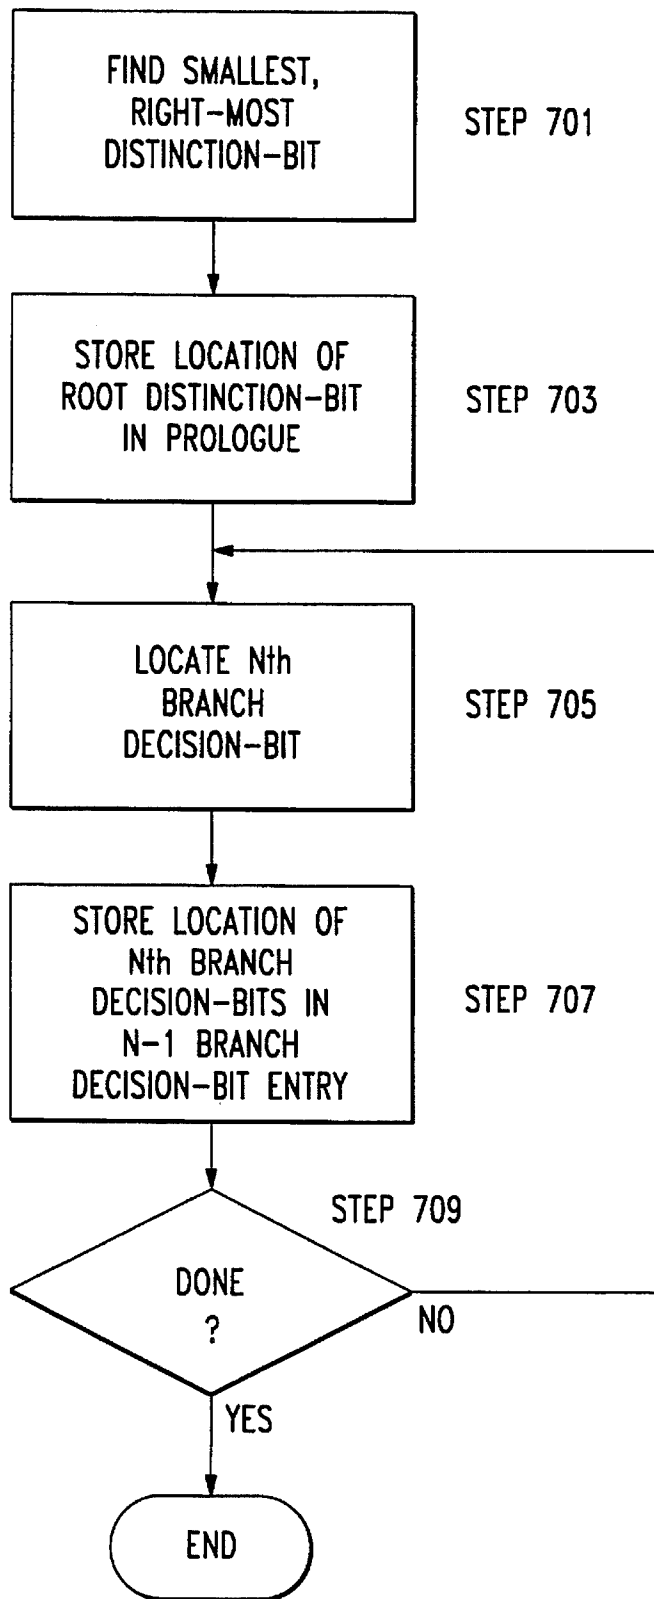 FIND SMALLEST,
RIGHT-MOST
DISTINCTION-BIT
STEP 701
STORE LOCATION OF
ROOT DISTINCTION-BIT
IN PROLOGUE
STEP 703
LOCATE Nth
BRANCH
DECISION-BIT
STEP 705
STORE LOCATION OF
Nth BRANCH
DECISION-BITS IN
N-1 BRANCH
DECISION-BIT ENTRY
STEP 707
STEP 709
DONE
?
NO
YES
END